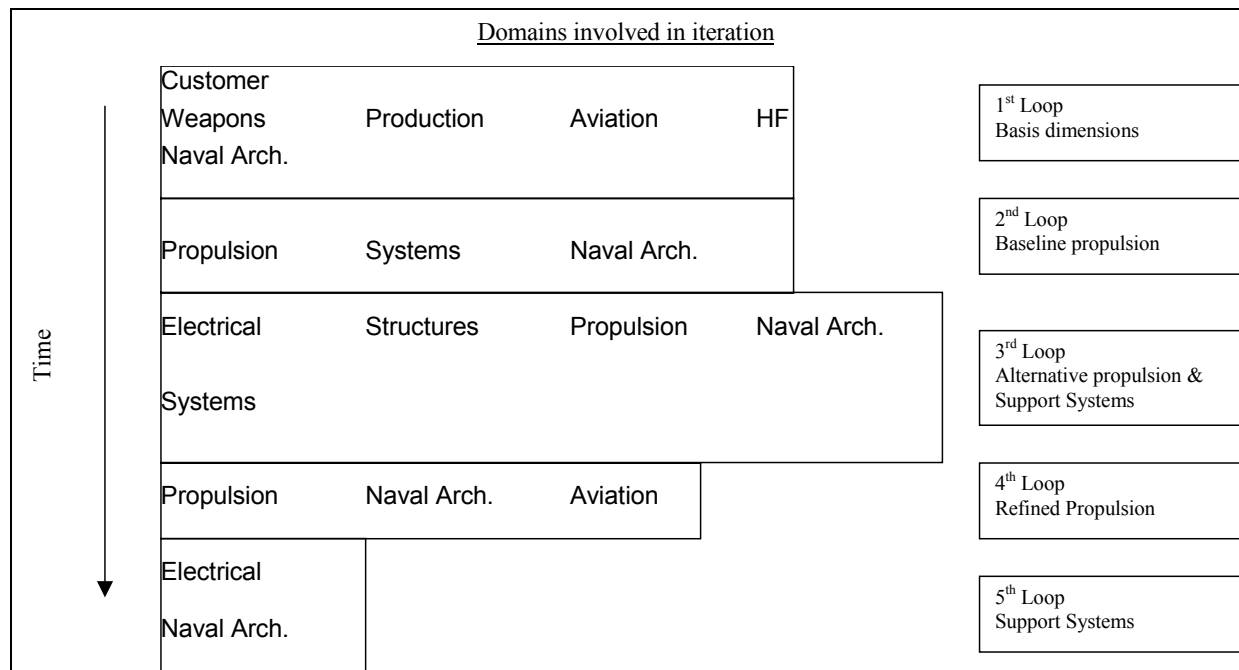 Domains involved in iteration
Customer
Weapons Production Aviation HF
Naval Arch.
1st Loop
Basis dimensions
Propulsion Systems Naval Arch.
2nd Loop
Baseline propulsion
Electrical Structures Propulsion Naval Arch.
Systems
3rd Loop
Alternative propulsion &
Support Systems
Propulsion Naval Arch. Aviation
4th Loop
Refined Propulsion
Electrical
Naval Arch.
5th Loop
Support Systems
Time